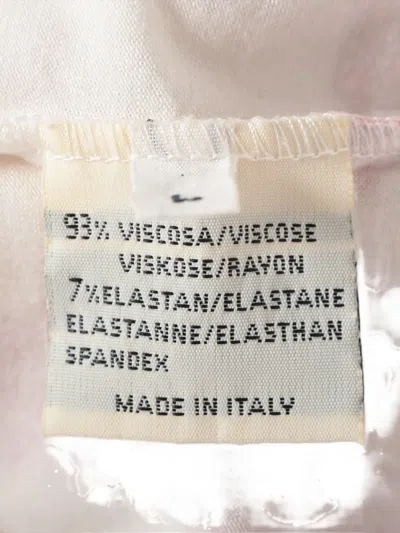 L
93% VISCOSA/VISCOSE
VISKOSE/RAYON
7%ELASTAN/ELASTANE
ELASTANNE/ELASTHAN
SPANDEX
MADE IN ITALY